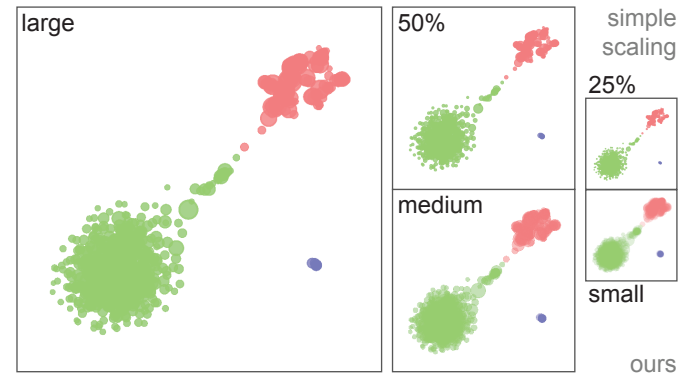 large
50%
simple
scaling
25%
medium
small
ours